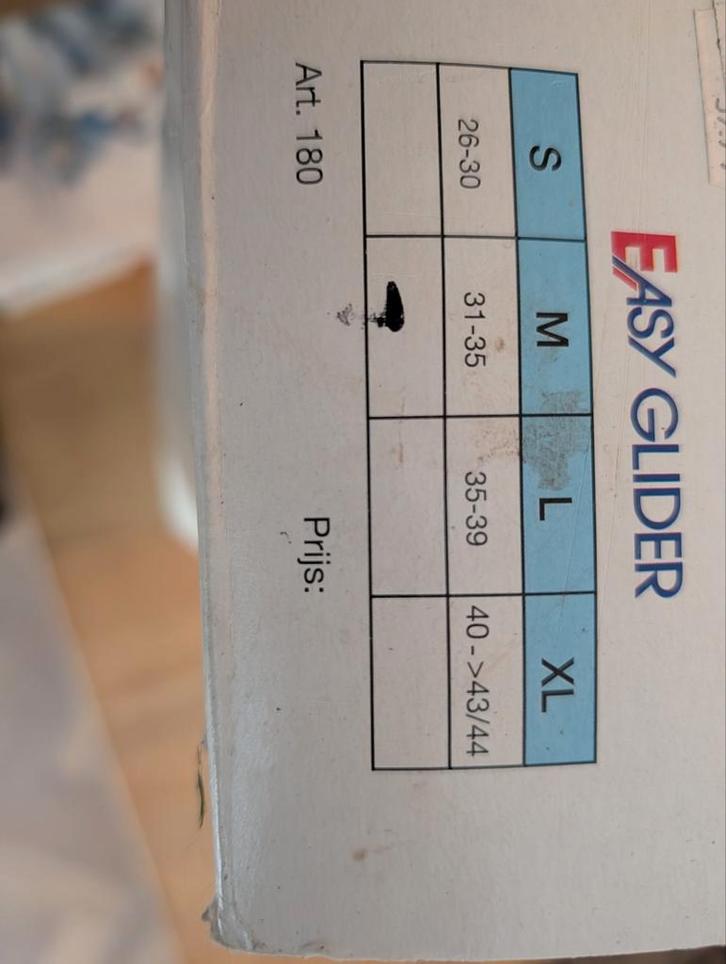 EASY GLIDER
S M L XL
26-30 31-35 35-39 40->43/44
Art. 180 Prijs: